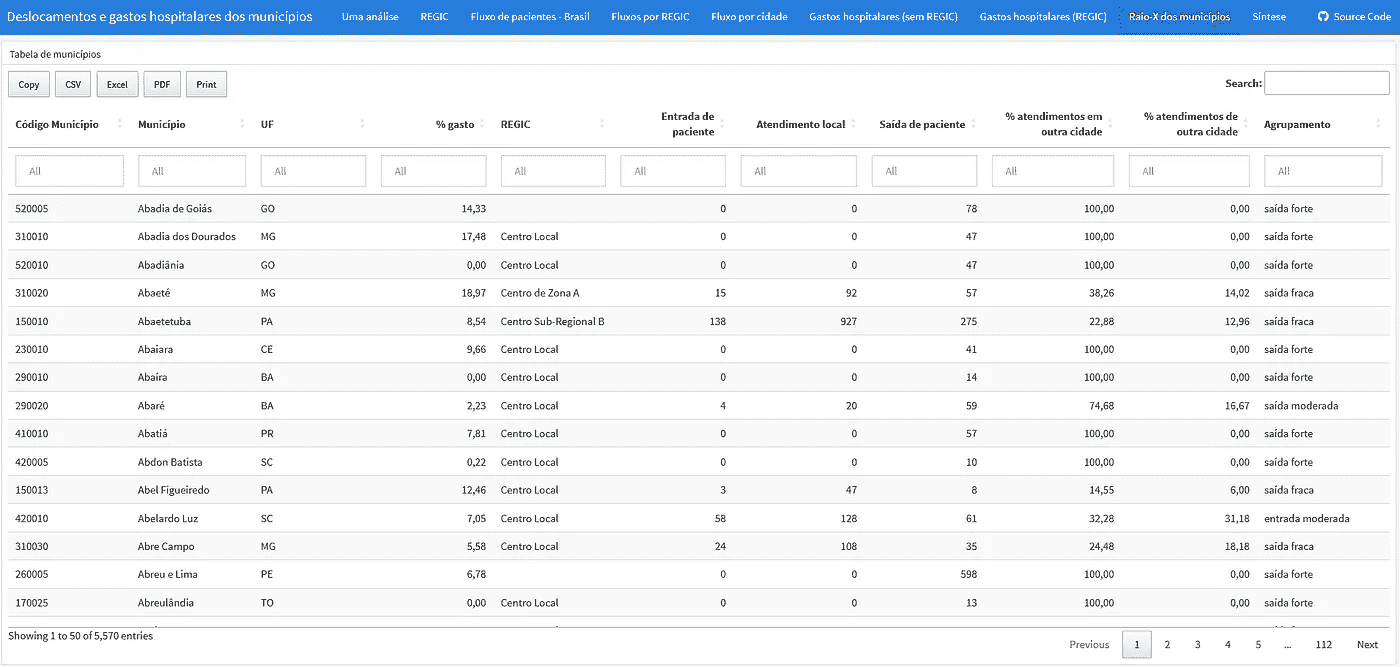 Deslocamentos e gastos hospitalares dos municípios Uma análise REGIC Fluxo de pacientes - Brasil Fluxos por REGIC Fluxo por cidade Gastos hospitalares (sem REGIC) Gastos hospitalares (REGIC) Raio-X dos municípios Síntese Source Code
Tabela de municípios
Copy CSV Excel PDF Print Search:
Código Município Município UF % gasto REGIC Entrada de paciente Atendimento local Saída de paciente % atendimentos em outra cidade % atendimentos de outra cidade Agrupamento
All All All All All All All All All All All
520005 Abadia de Goiás GO 14,33 0 0 78 100,00 0,00 saída forte
310010 Abadia dos Dourados MG 17,48 Centro Local 0 0 47 100,00 0,00 saída forte
520010 Abadiânia GO 0,00 Centro Local 0 0 47 100,00 0,00 saída forte
310020 Abaeté MG 18,97 Centro de Zona A 15 92 57 38,26 14,02 saída fraca
150010 Abaetetuba PA 8,54 Centro Sub-Regional B 138 927 275 22,88 12,96 saída fraca
230010 Abaiara CE 9,66 Centro Local 0 0 41 100,00 0,00 saída forte
290010 Abaíra BA 0,00 Centro Local 0 0 14 100,00 0,00 saída forte
290020 Abaré BA 2,23 Centro Local 4 20 59 74,68 16,67 saída moderada
410010 Abatiá PR 7,81 Centro Local 0 0 57 100,00 0,00 saída forte
420005 Abdon Batista SC 0,22 Centro Local 0 0 10 100,00 0,00 saída forte
150013 Abel Figueiredo PA 12,46 Centro Local 3 47 8 14,55 6,00 saída fraca
420010 Abelardo Luz SC 7,05 Centro Local 58 128 61 32,28 31,18 entrada moderada
310030 Abre Campo MG 5,58 Centro Local 24 108 35 24,48 18,18 saída fraca
260005 Abreu e Lima PE 6,78 0 0 598 100,00 0,00 saída forte
170025 Abreulândia TO 0,00 Centro Local 0 0 13 100,00 0,00 saída forte
Showing 1 to 50 of 5,570 entries Previous 1 2 3 4 5 ... 112 Next